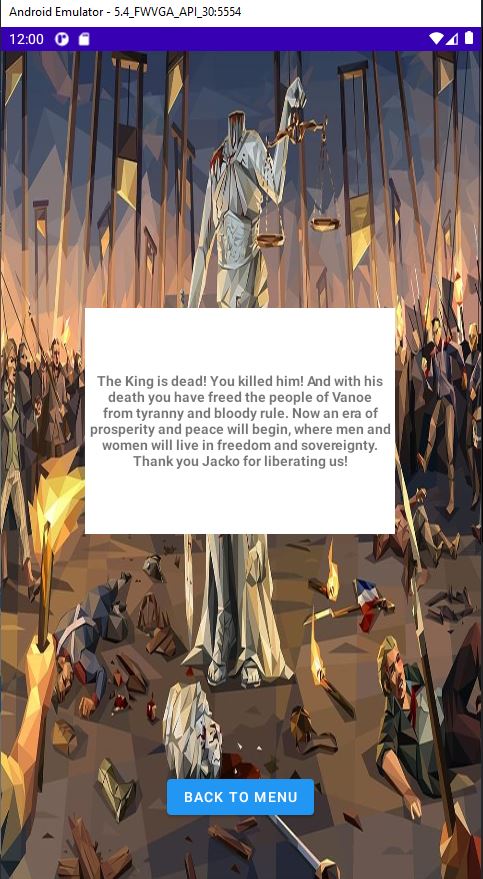 Android Emulator - 5.4_FWVGA_API_30:5554
12:00
The King is dead! You killed him! And with his
death you have freed the people of Vanoe
from tyranny and bloody rule. Now an era of
prosperity and peace will begin, where men and
women will live in freedom and sovereignty.
Thank you Jacko for liberating us!
BACK TO MENU